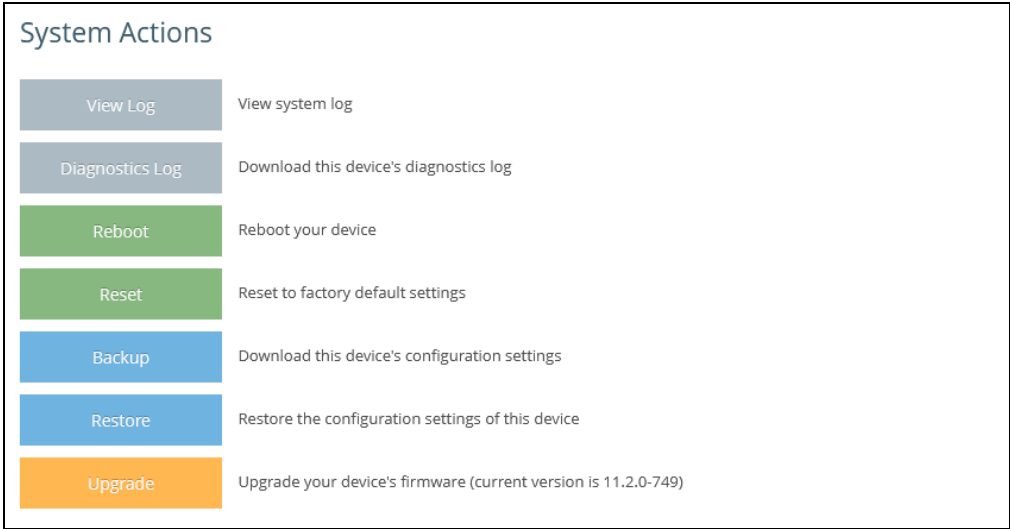 System Actions
View Log View system log
Diagnostics Log Download this device's diagnostics log
Reboot Reboot your device
Reset Reset to factory default settings
Backup Download this device's configuration settings
Restore Restore the configuration settings of this device
Upgrade Upgrade your device's firmware (current version is 11.2.0-749)